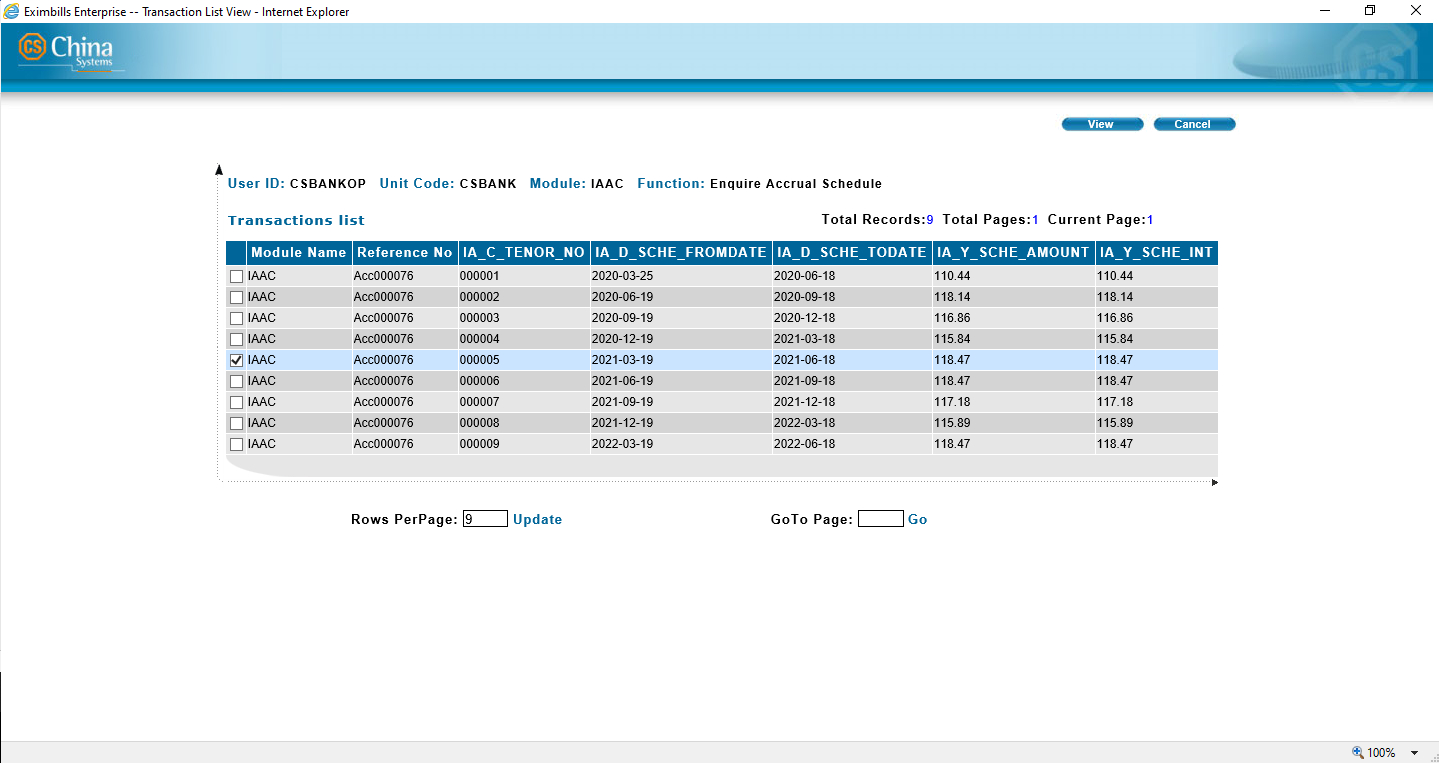 Eximbills Enterprise -- Transaction List View - Internet Explorer
CS China Systems
CSI
View Cancel
User ID: CSBANKOP Unit Code: CSBANK Module: IAAC Function: Enquire Accrual Schedule
Transactions list Total Records:9 Total Pages:1 Current Page:1
Module Name Reference No IA_C_TENOR_NO IA_D_SCHE_FROMDATE IA_D_SCHE_TODATE IA_Y_SCHE_AMOUNT IA_Y_SCHE_INT
IAAC Acc000076 000001 2020-03-25 2020-06-18 110.44 110.44
IAAC Acc000076 000002 2020-06-19 2020-09-18 118.14 118.14
IAAC Acc000076 000003 2020-09-19 2020-12-18 116.86 116.86
IAAC Acc000076 000004 2020-12-19 2021-03-18 115.84 115.84
IAAC Acc000076 000005 2021-03-19 2021-06-18 118.47 118.47
IAAC Acc000076 000006 2021-06-19 2021-09-18 118.47 118.47
IAAC Acc000076 000007 2021-09-19 2021-12-18 117.18 117.18
IAAC Acc000076 000008 2021-12-19 2022-03-18 115.89 115.89
IAAC Acc000076 000009 2022-03-19 2022-06-18 118.47 118.47
Rows PerPage: 9 Update GoTo Page: Go
100%